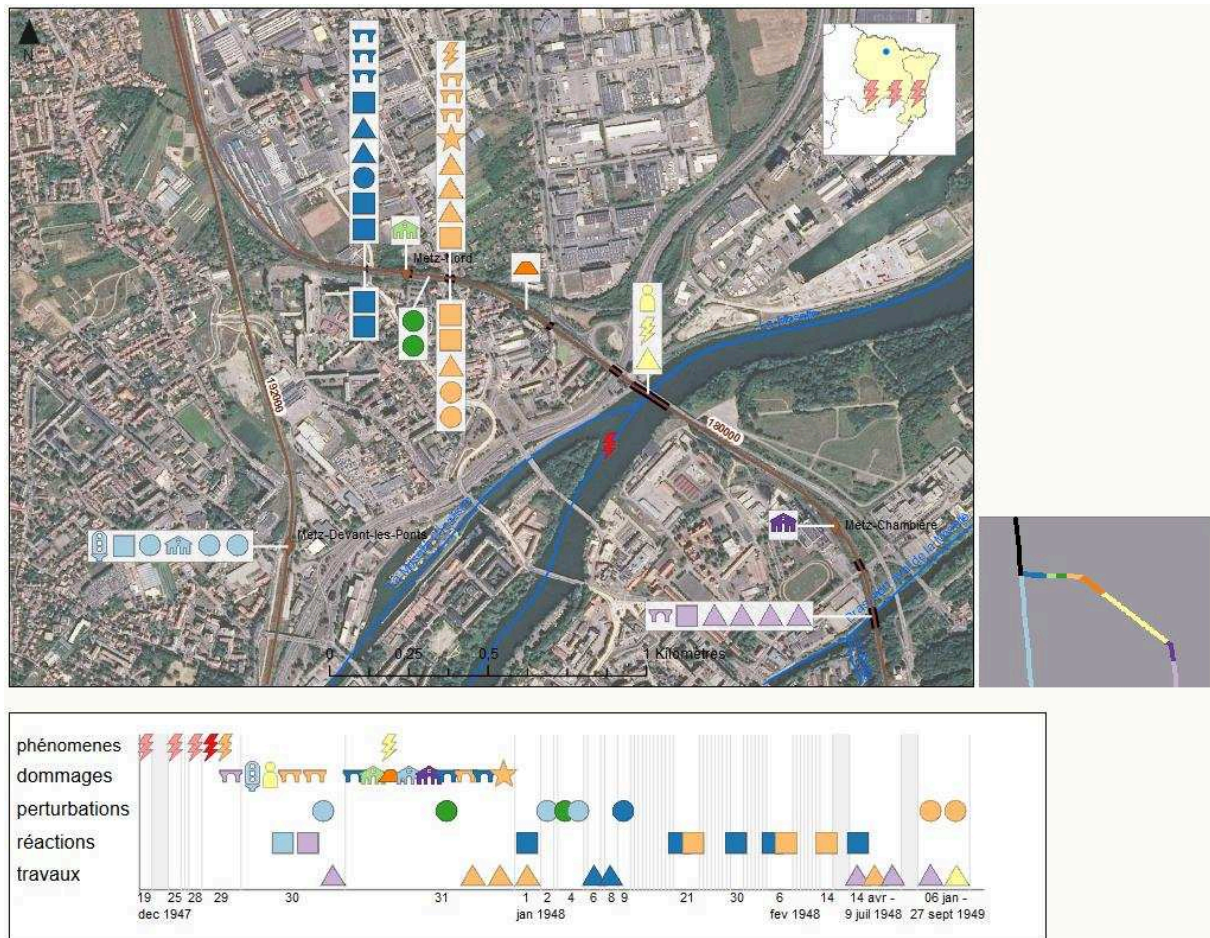 Metz-Nord
La Moselle
192000
180000
Metz-Devant-les-Ponts
Metz-Chambière
0 0,25 0,5 1 Kilomètres
phénomenes
dommages
perturbations
réactions
travaux
19 25 28 29 30 31 1 2 4 6 8 9 21 30 6 14 14 avr - 06 jan -
dec 1947 jan 1948 fev 1948 9 juil 1948 27 sept 1949